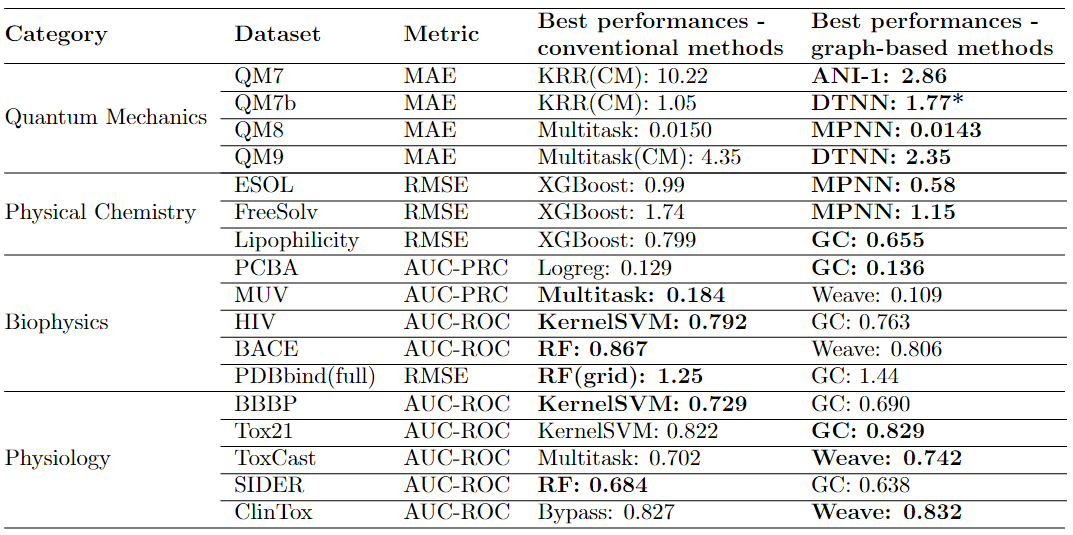 Category Dataset Metric Best performances - conventional methods Best performances - graph-based methods
Quantum Mechanics
QM7 MAE KRR(CM): 10.22 ANI-1: 2.86
QM7b MAE KRR(CM): 1.05 DTNN: 1.77*
QM8 MAE Multitask: 0.0150 MPNN: 0.0143
QM9 MAE Multitask(CM): 4.35 DTNN: 2.35
Physical Chemistry
ESOL RMSE XGBoost: 0.99 MPNN: 0.58
FreeSolv RMSE XGBoost: 1.74 MPNN: 1.15
Lipophilicity RMSE XGBoost: 0.799 GC: 0.655
Biophysics
PCBA AUC-PRC Logreg: 0.129 GC: 0.136
MUV AUC-PRC Multitask: 0.184 Weave: 0.109
HIV AUC-ROC KernelSVM: 0.792 GC: 0.763
BACE AUC-ROC RF: 0.867 Weave: 0.806
PDBbind(full) RMSE RF(grid): 1.25 GC: 1.44
Physiology
BBBP AUC-ROC KernelSVM: 0.729 GC: 0.690
Tox21 AUC-ROC KernelSVM: 0.822 GC: 0.829
ToxCast AUC-ROC Multitask: 0.702 Weave: 0.742
SIDER AUC-ROC RF: 0.684 GC: 0.638
ClinTox AUC-ROC Bypass: 0.827 Weave: 0.832